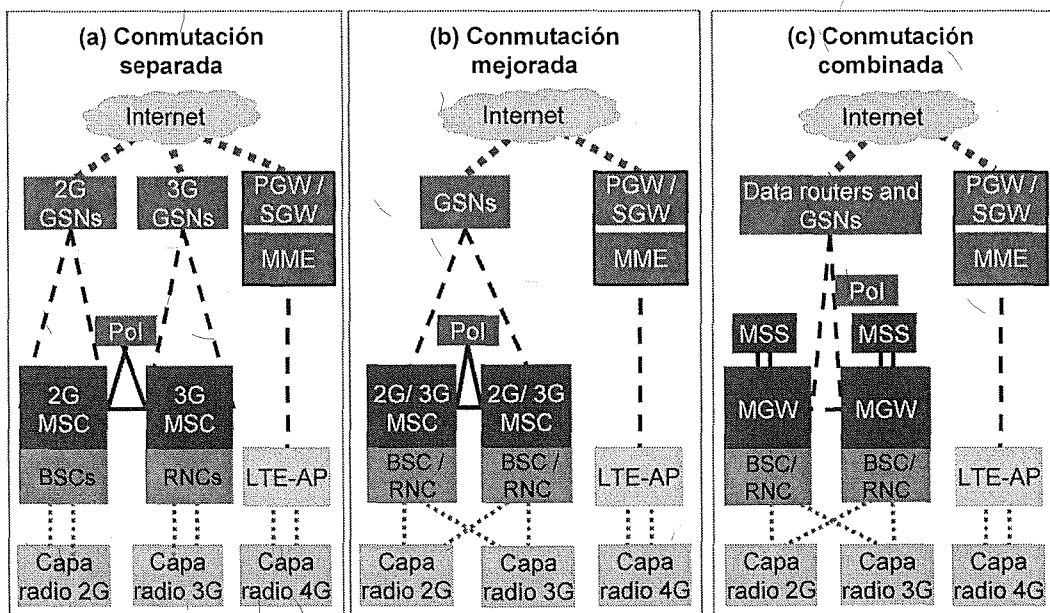 (a) Conmutación
separada
Internet
2G
GSNs
3G
GSNs
PGW /
SGW
MME
PoI
2G
MSC
3G
MSC
BSCs
RNCs
LTE-AP
Capa
radio 2G
Capa
radio 3G
Capa
radio 4G
(b) Conmutación
mejorada
Internet
GSNs
PGW /
SGW
MME
PoI
2G/ 3G
MSC
2G/ 3G
MSC
BSC /
RNC
BSC /
RNC
LTE-AP
Capa
radio 2G
Capa
radio 3G
Capa
radio 4G
(c) Conmutación
combinada
Internet
Data routers and
GSNs
PGW /
SGW
MME
PoI
MSS
MSS
MGW
MGW
BSC/
RNC
BSC/
RNC
LTE-AP
Capa
radio 2G
Capa
radio 3G
Capa
radio 4G